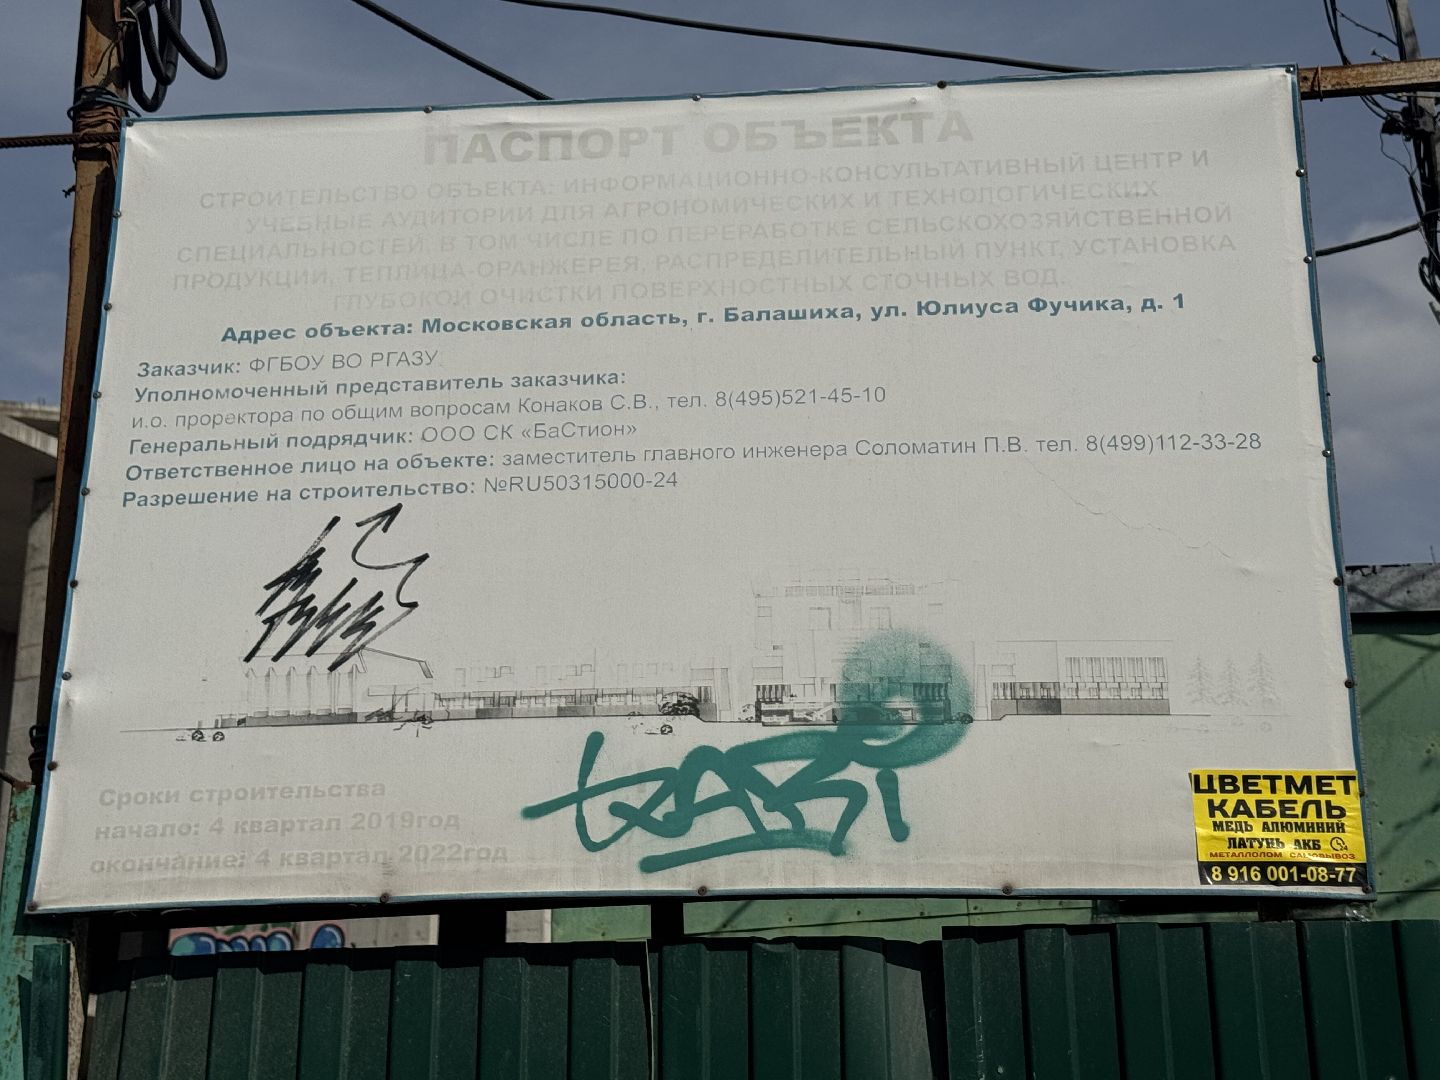 ПАСПОРТ ОБЪЕКТА
СТРОИТЕЛЬСТВО ОБЪЕКТА: ИНФОРМАЦИОННО-КОНСУЛЬТАТИВНЫЙ ЦЕНТР И
УЧЕБНЫЕ АУДИТОРИИ ДЛЯ АГРОНОМИЧЕСКИХ И ТЕХНОЛОГИЧЕСКИХ
СПЕЦИАЛЬНОСТЕЙ, В ТОМ ЧИСЛЕ ПО ПЕРЕРАБОТКЕ СЕЛЬСКОХОЗЯЙСТВЕННОЙ
ПРОДУКЦИИ, ТЕПЛИЦА-ОРАНЖЕРЕЯ, РАСПРЕДЕЛИТЕЛЬНЫЙ ПУНКТ, УСТАНОВКА
ГЛУБОКОЙ ОЧИСТКИ ПОВЕРХНОСТНЫХ СТОЧНЫХ ВОД.
Адрес объекта: Московская область, г. Балашиха, ул. Юлиуса Фучика, д. 1
Заказчик: ФГБОУ ВО РГАЗУ
Уполномоченный представитель заказчика:
и.о. проректора по общим вопросам Конаков С.В., тел. 8(495)521-45-10
Генеральный подрядчик: ООО СК «БаСтион»
Ответственное лицо на объекте: заместитель главного инженера Соломатин П.В. тел. 8(499)112-33-28
Разрешение на строительство: №RU50315000-24
Сроки строительства
начало: 4 квартал 2019год
окончание: 4 квартал 2022год
ЦВЕТМЕТ
КАБЕЛЬ
МЕДЬ АЛЮМИНИЙ
ЛАТУНЬ АКБ
МЕТАЛЛОЛОМ САМОВЫВОЗ
8 916 001-08-77